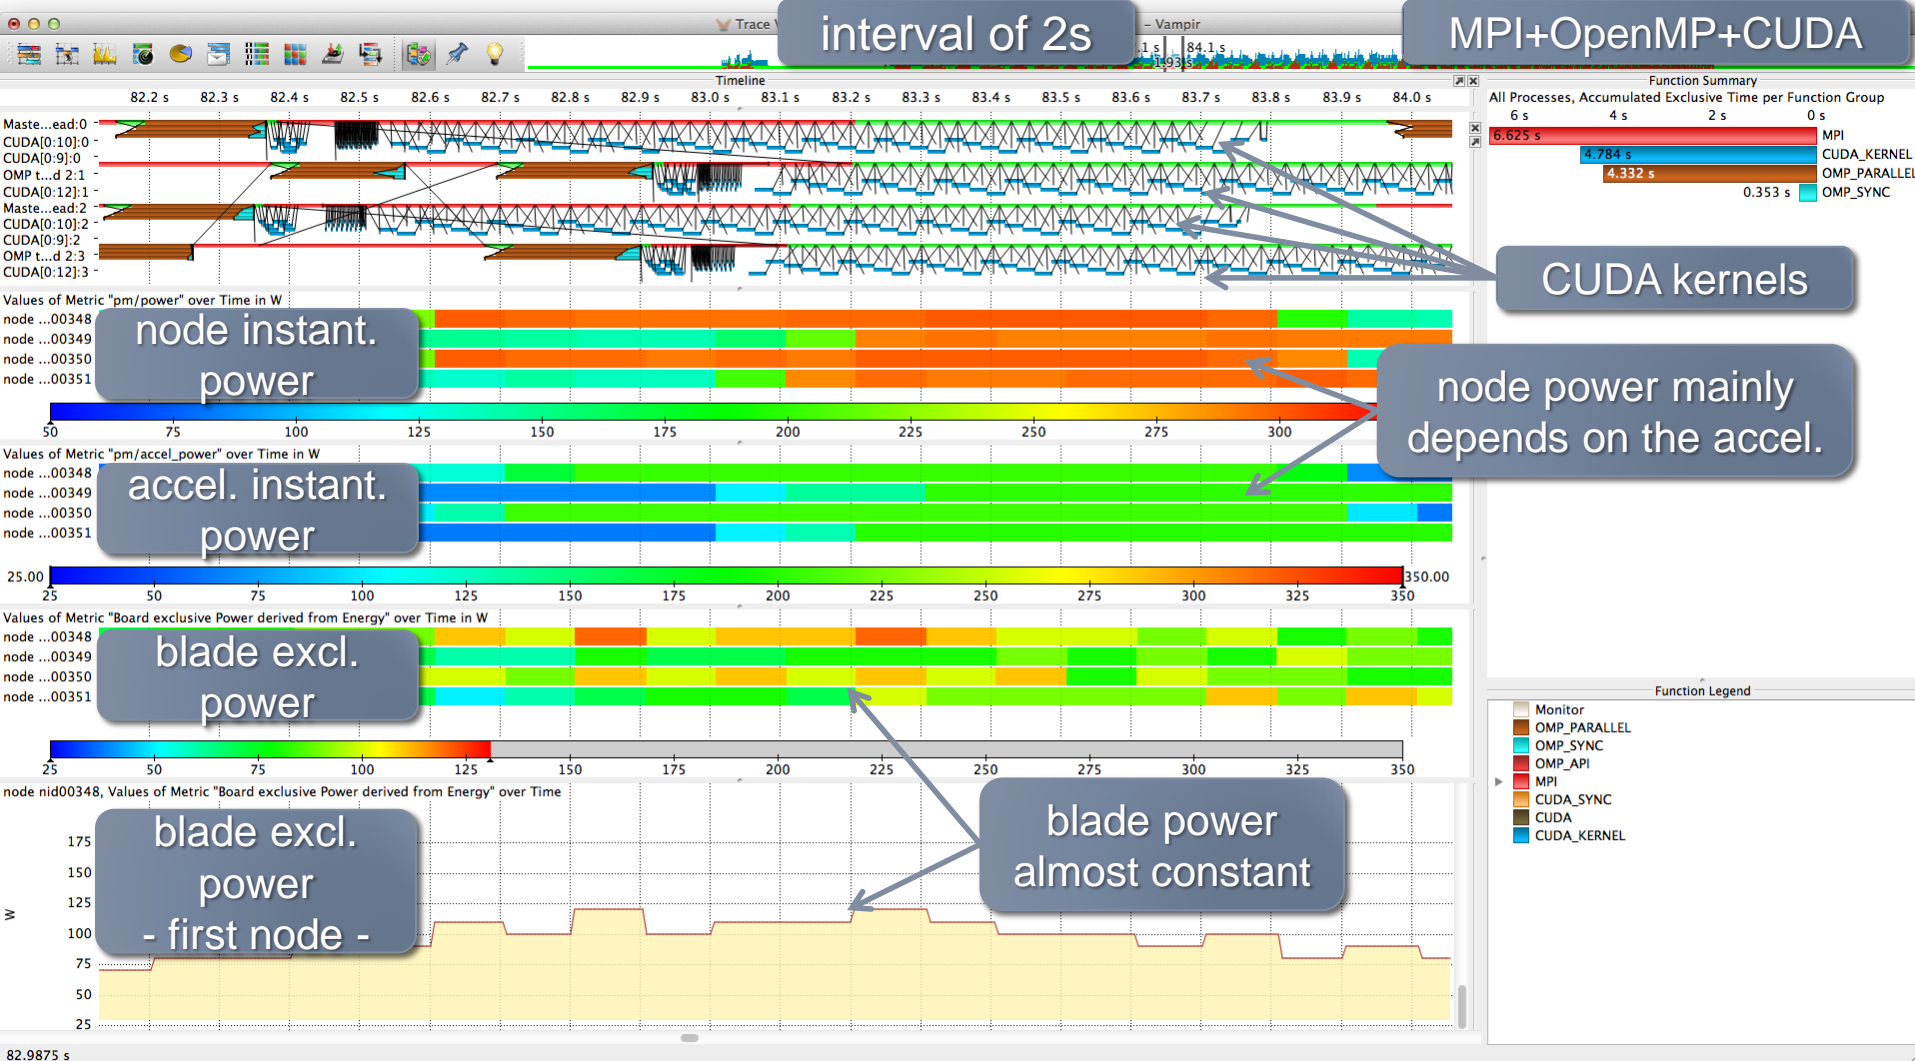 Trace V
interval of 2s
- Vampir
MPI+OpenMP+CUDA
.1 s
84.1 s
1.93 s
Timeline
82.2 s 82.3 s 82.4 s 82.5 s 82.6 s 82.7 s 82.8 s 82.9 s 83.0 s 83.1 s 83.2 s 83.3 s 83.4 s 83.5 s 83.6 s 83.7 s 83.8 s 83.9 s 84.0 s
Maste...ead:0
CUDA[0:10]:0
CUDA[0:9]:0
OMP t...d 2:1
CUDA[0:12]:1
Maste...ead:2
CUDA[0:10]:2
CUDA[0:9]:2
OMP t...d 2:3
CUDA[0:12]:3
Function Summary
All Processes, Accumulated Exclusive Time per Function Group
6 s 4 s 2 s 0 s
6.625 s MPI
4.784 s CUDA_KERNEL
4.332 s OMP_PARALLEL
0.353 s OMP_SYNC
CUDA kernels
Values of Metric "pm/power" over Time in W
node ...00348
node ...00349
node ...00350
node ...00351
node instant.
power
50 75 100 125 150 175 200 225 250 275 300
node power mainly
depends on the accel.
Values of Metric "pm/accel_power" over Time in W
node ...00348
node ...00349
node ...00350
node ...00351
accel. instant.
power
25.00 350.00
25 50 75 100 125 150 175 200 225 250 275 300 325 350
Values of Metric "Board exclusive Power derived from Energy" over Time in W
node ...00348
node ...00349
node ...00350
node ...00351
blade excl.
power
25 50 75 100 125 150 175 200 225 250 275 300 325 350
node nid00348, Values of Metric "Board exclusive Power derived from Energy" over Time
175
150
125
100
75
50
25
W
blade excl.
power
- first node -
blade power
almost constant
Function Legend
Monitor
OMP_PARALLEL
OMP_SYNC
OMP_API
MPI
CUDA_SYNC
CUDA
CUDA_KERNEL
82.9875 s